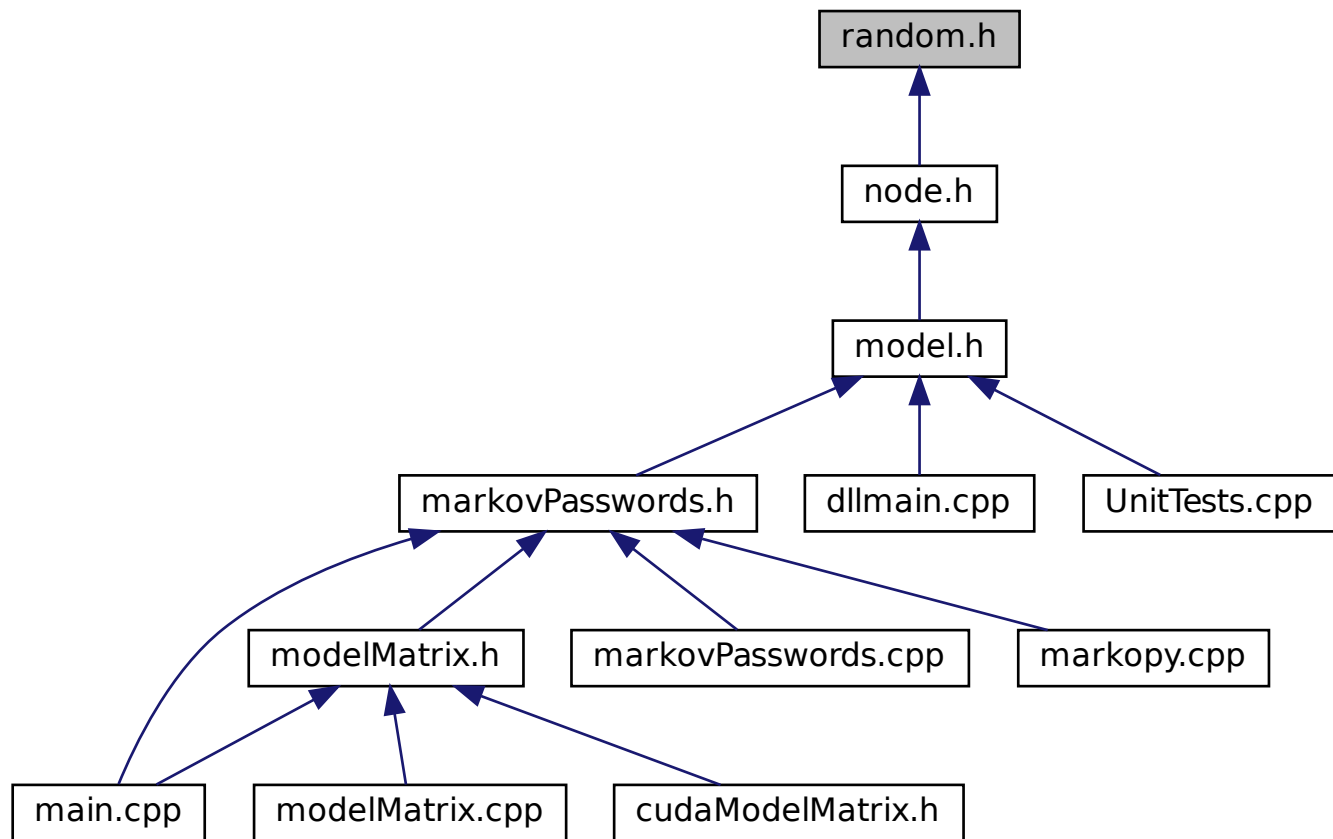 random.h
node.h
model.h
markovPasswords.h
dllmain.cpp
UnitTests.cpp
modelMatrix.h
markovPasswords.cpp
markopy.cpp
main.cpp
modelMatrix.cpp
cudaModelMatrix.h